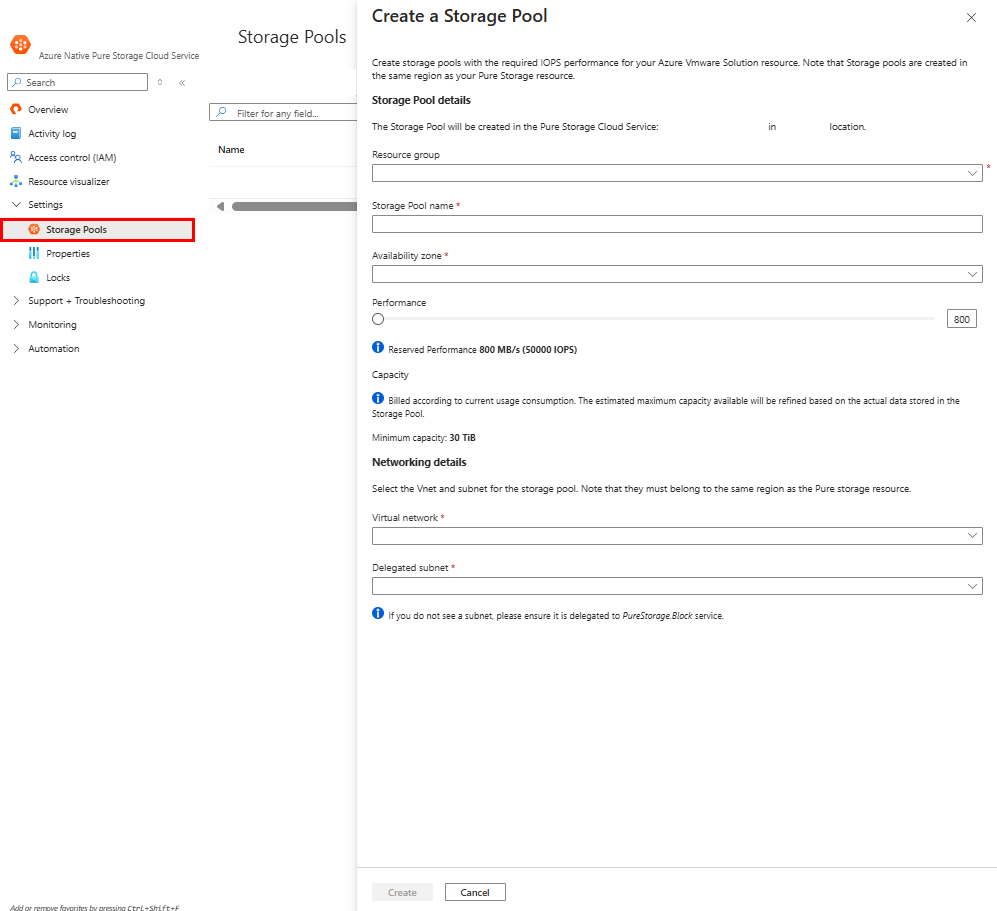 Azure Native Pure Storage Cloud Service
Search
Overview
Activity log
Access control (IAM)
Resource visualizer
Settings
Storage Pools
Properties
Locks
Support + Troubleshooting
Monitoring
Automation
Add or remove favorites by pressing Ctrl+Shift+F
Storage Pools
Filter for any field...
Name
Create a Storage Pool
Create storage pools with the required IOPS performance for your Azure Vmware Solution resource. Note that Storage pools are created in
the same region as your Pure Storage resource.
Storage Pool details
The Storage Pool will be created in the Pure Storage Cloud Service: in location.
Resource group
*
Storage Pool name *
Availability zone *
Performance
800
Reserved Performance 800 MB/s (50000 IOPS)
Capacity
Billed according to current usage consumption. The estimated maximum capacity available will be refined based on the actual data stored in the
Storage Pool.
Minimum capacity: 30 TiB
Networking details
Select the Vnet and subnet for the storage pool. Note that they must belong to the same region as the Pure storage resource.
Virtual network *
Delegated subnet *
If you do not see a subnet, please ensure it is delegated to PureStorage.Block service.
Create
Cancel